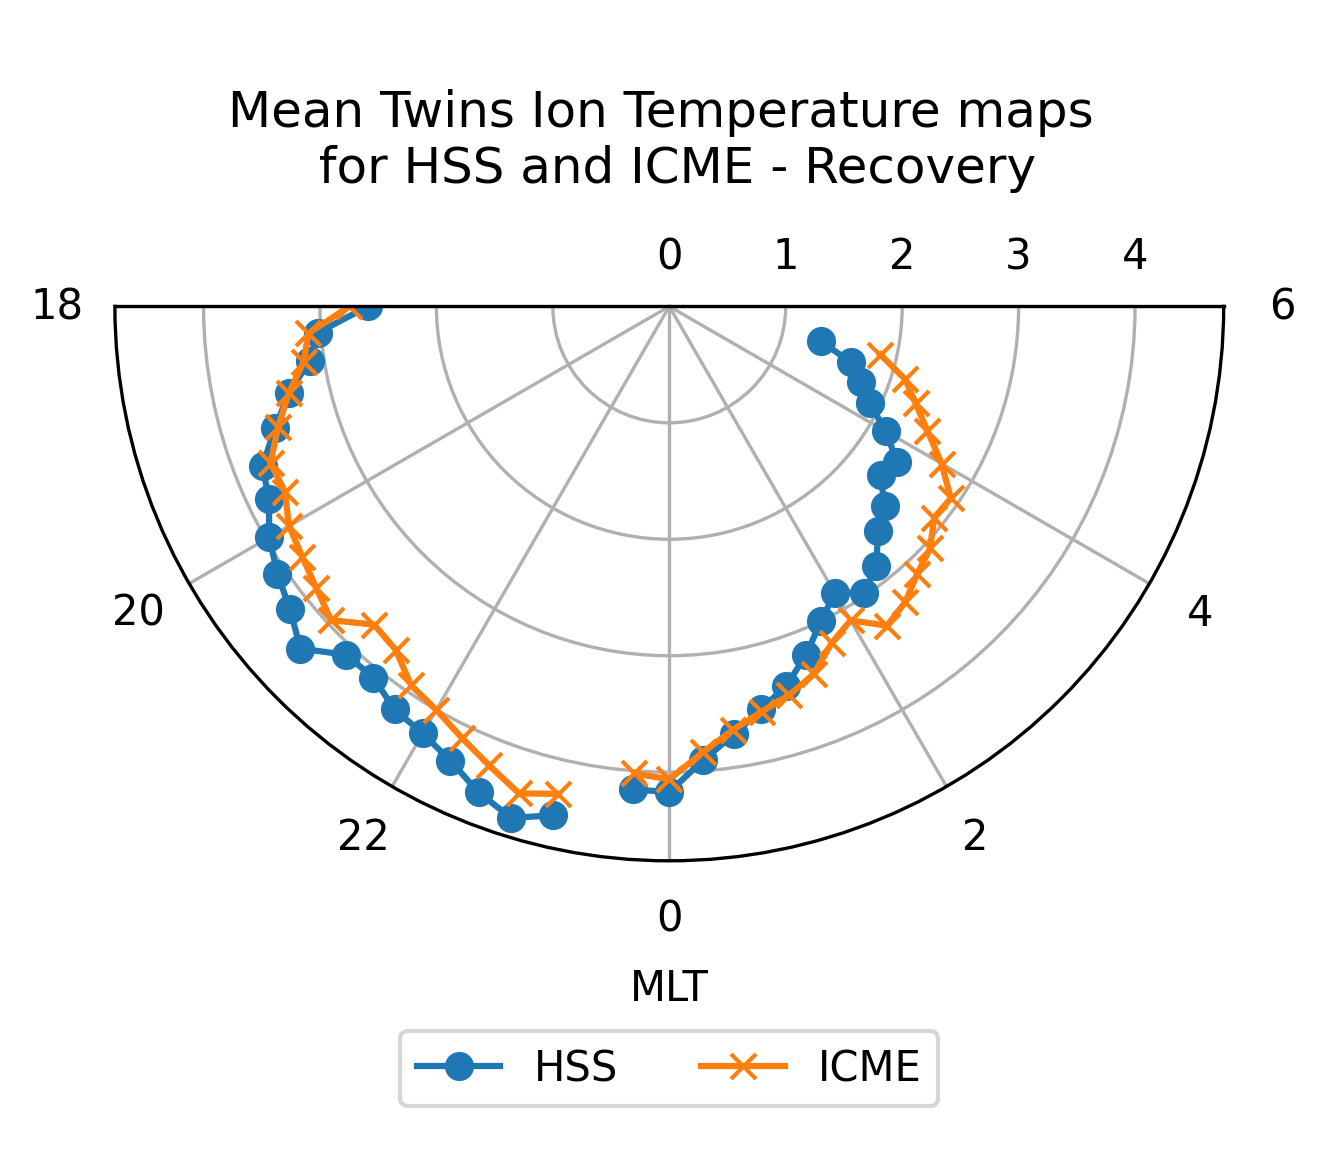 Mean Twins Ion Temperature maps
for HSS and ICME - Recovery
0 1 2 3 4
18 6
20 4
22 2
0
MLT
HSS ICME